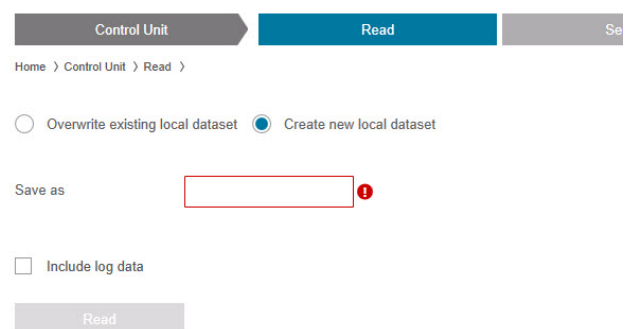 Control Unit
Read
Se
Home > Control Unit > Read >
Overwrite existing local dataset
Create new local dataset
Save as
!
Include log data
Read